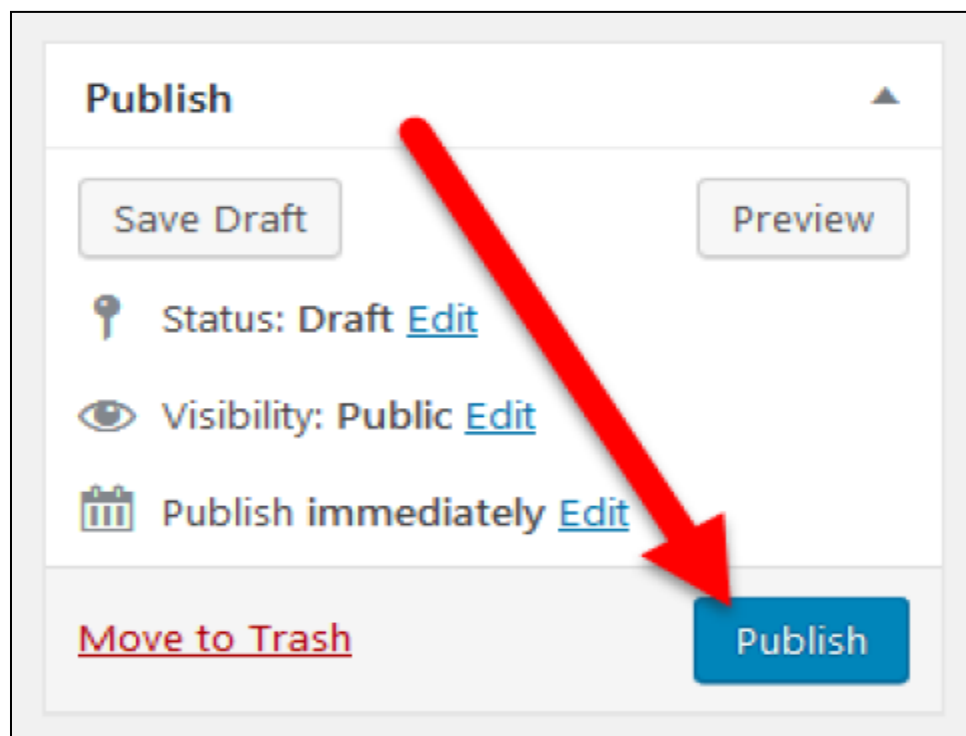 Publish
Save Draft Preview
Status: Draft Edit
Visibility: Public Edit
Publish immediately Edit
Move to Trash Publish